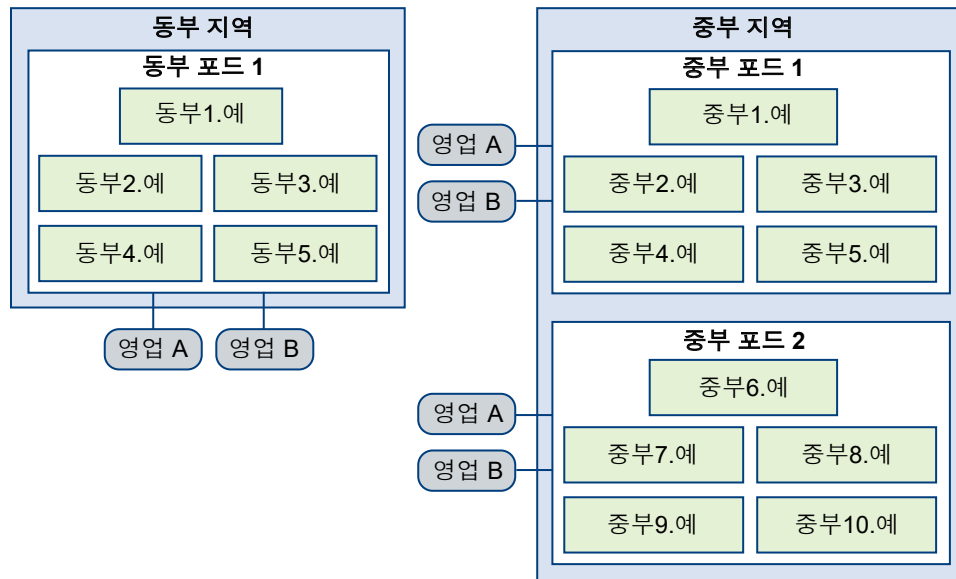 동부 지역
동부 포드 1
동부1.예
동부2.예
동부3.예
동부4.예
동부5.예
영업 A
영업 B
중부 지역
중부 포드 1
영업 A
영업 B
중부1.예
중부2.예
중부3.예
중부4.예
중부5.예
중부 포드 2
영업 A
영업 B
중부6.예
중부7.예
중부8.예
중부9.예
중부10.예